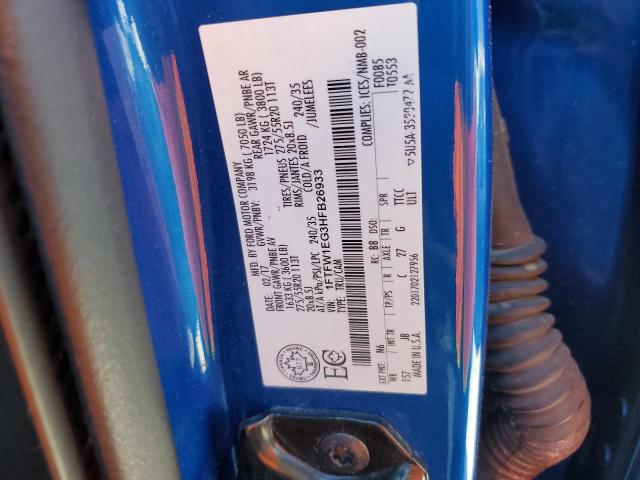 MFD. BY FORD MOTOR COMPANY
DATE: 02/17 GVWR/PNBV: 3198 KG ( 7050 LB)
FRONT GAWR/PNBE AV REAR GAWR/PNBE AR
1633 KG ( 3600 LB) 1724 KG ( 3800 LB)
275/55R20 113T TIRES/PNEUS 275/55R20 113T
20x8.5J RIMS/JANTES 20x8.5J
AT/A kPa/PSI/LPC 240/35 COLD/A FROID 240/35
/JUMELEES
VIN: 1FTFW1EG3HFB26933
TYPE: TRU/CAM
COMPLIES: ICES/NMB-002
F0085
T0553
EXT PNT: N6 RC: B8 DSO:
WB INT TR TP/PS R AXLE TR SPR
157 JB C 27 G TTCC
MADE IN U.S.A. 2201702127956 ULT